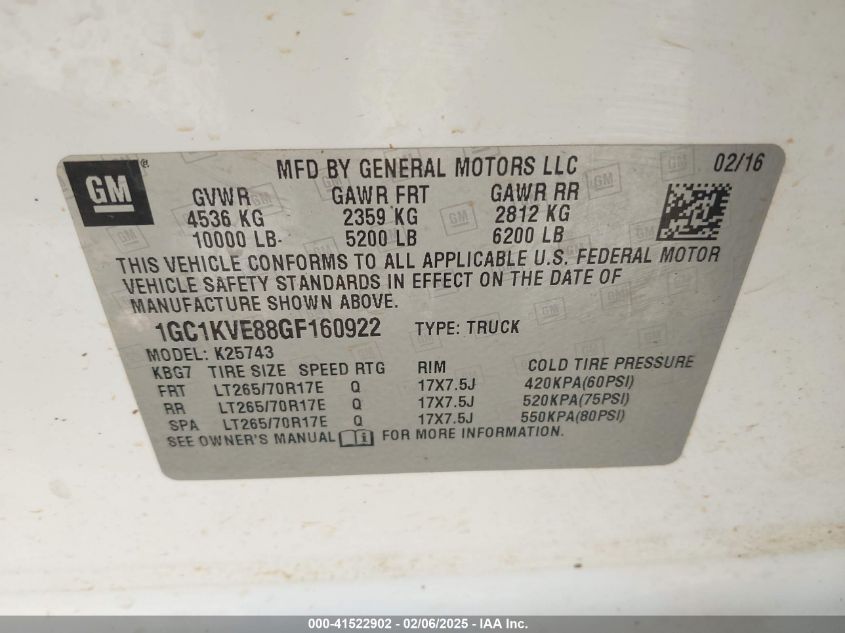 GM® MFD BY GENERAL MOTORS LLC 02/16
GVWR GAWR FRT GAWR RR
4536 KG 2359 KG 2812 KG
10000 LB 5200 LB 6200 LB
THIS VEHICLE CONFORMS TO ALL APPLICABLE U.S. FEDERAL MOTOR
VEHICLE SAFETY STANDARDS IN EFFECT ON THE DATE OF
MANUFACTURE SHOWN ABOVE.
1GC1KVE88GF160922 TYPE: TRUCK
MODEL: K25743
KBG7 TIRE SIZE SPEED RTG RIM COLD TIRE PRESSURE
FRT LT265/70R17E Q 17X7.5J 420KPA(60PSI)
RR LT265/70R17E Q 17X7.5J 520KPA(75PSI)
SPA LT265/70R17E Q 17X7.5J 550KPA(80PSI)
SEE OWNER'S MANUAL FOR MORE INFORMATION.
000-41522902 - 02/06/2025 - IAA Inc.